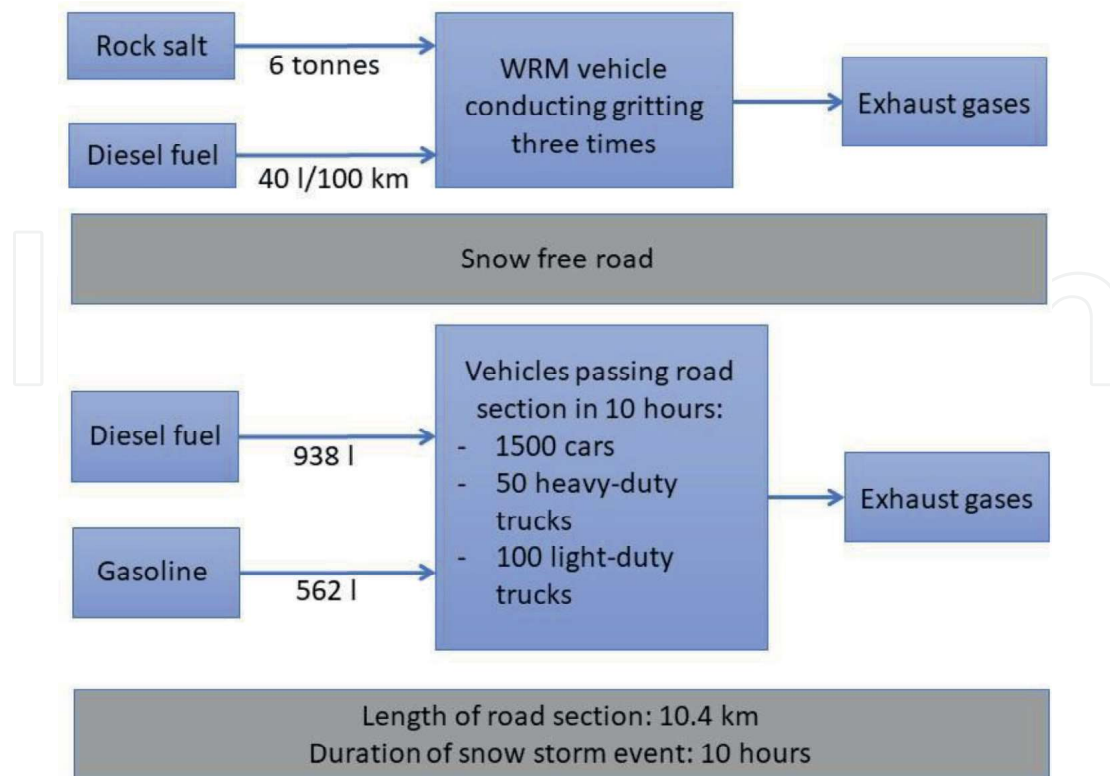 Rock salt
6 tonnes
Diesel fuel
40 l/100 km
WRM vehicle
conducting gritting
three times
Exhaust gases
Snow free road
Diesel fuel
938 l
Gasoline
562 l
Vehicles passing road
section in 10 hours:
- 1500 cars
- 50 heavy-duty
trucks
- 100 light-duty
trucks
Exhaust gases
Length of road section: 10.4 km
Duration of snow storm event: 10 hours